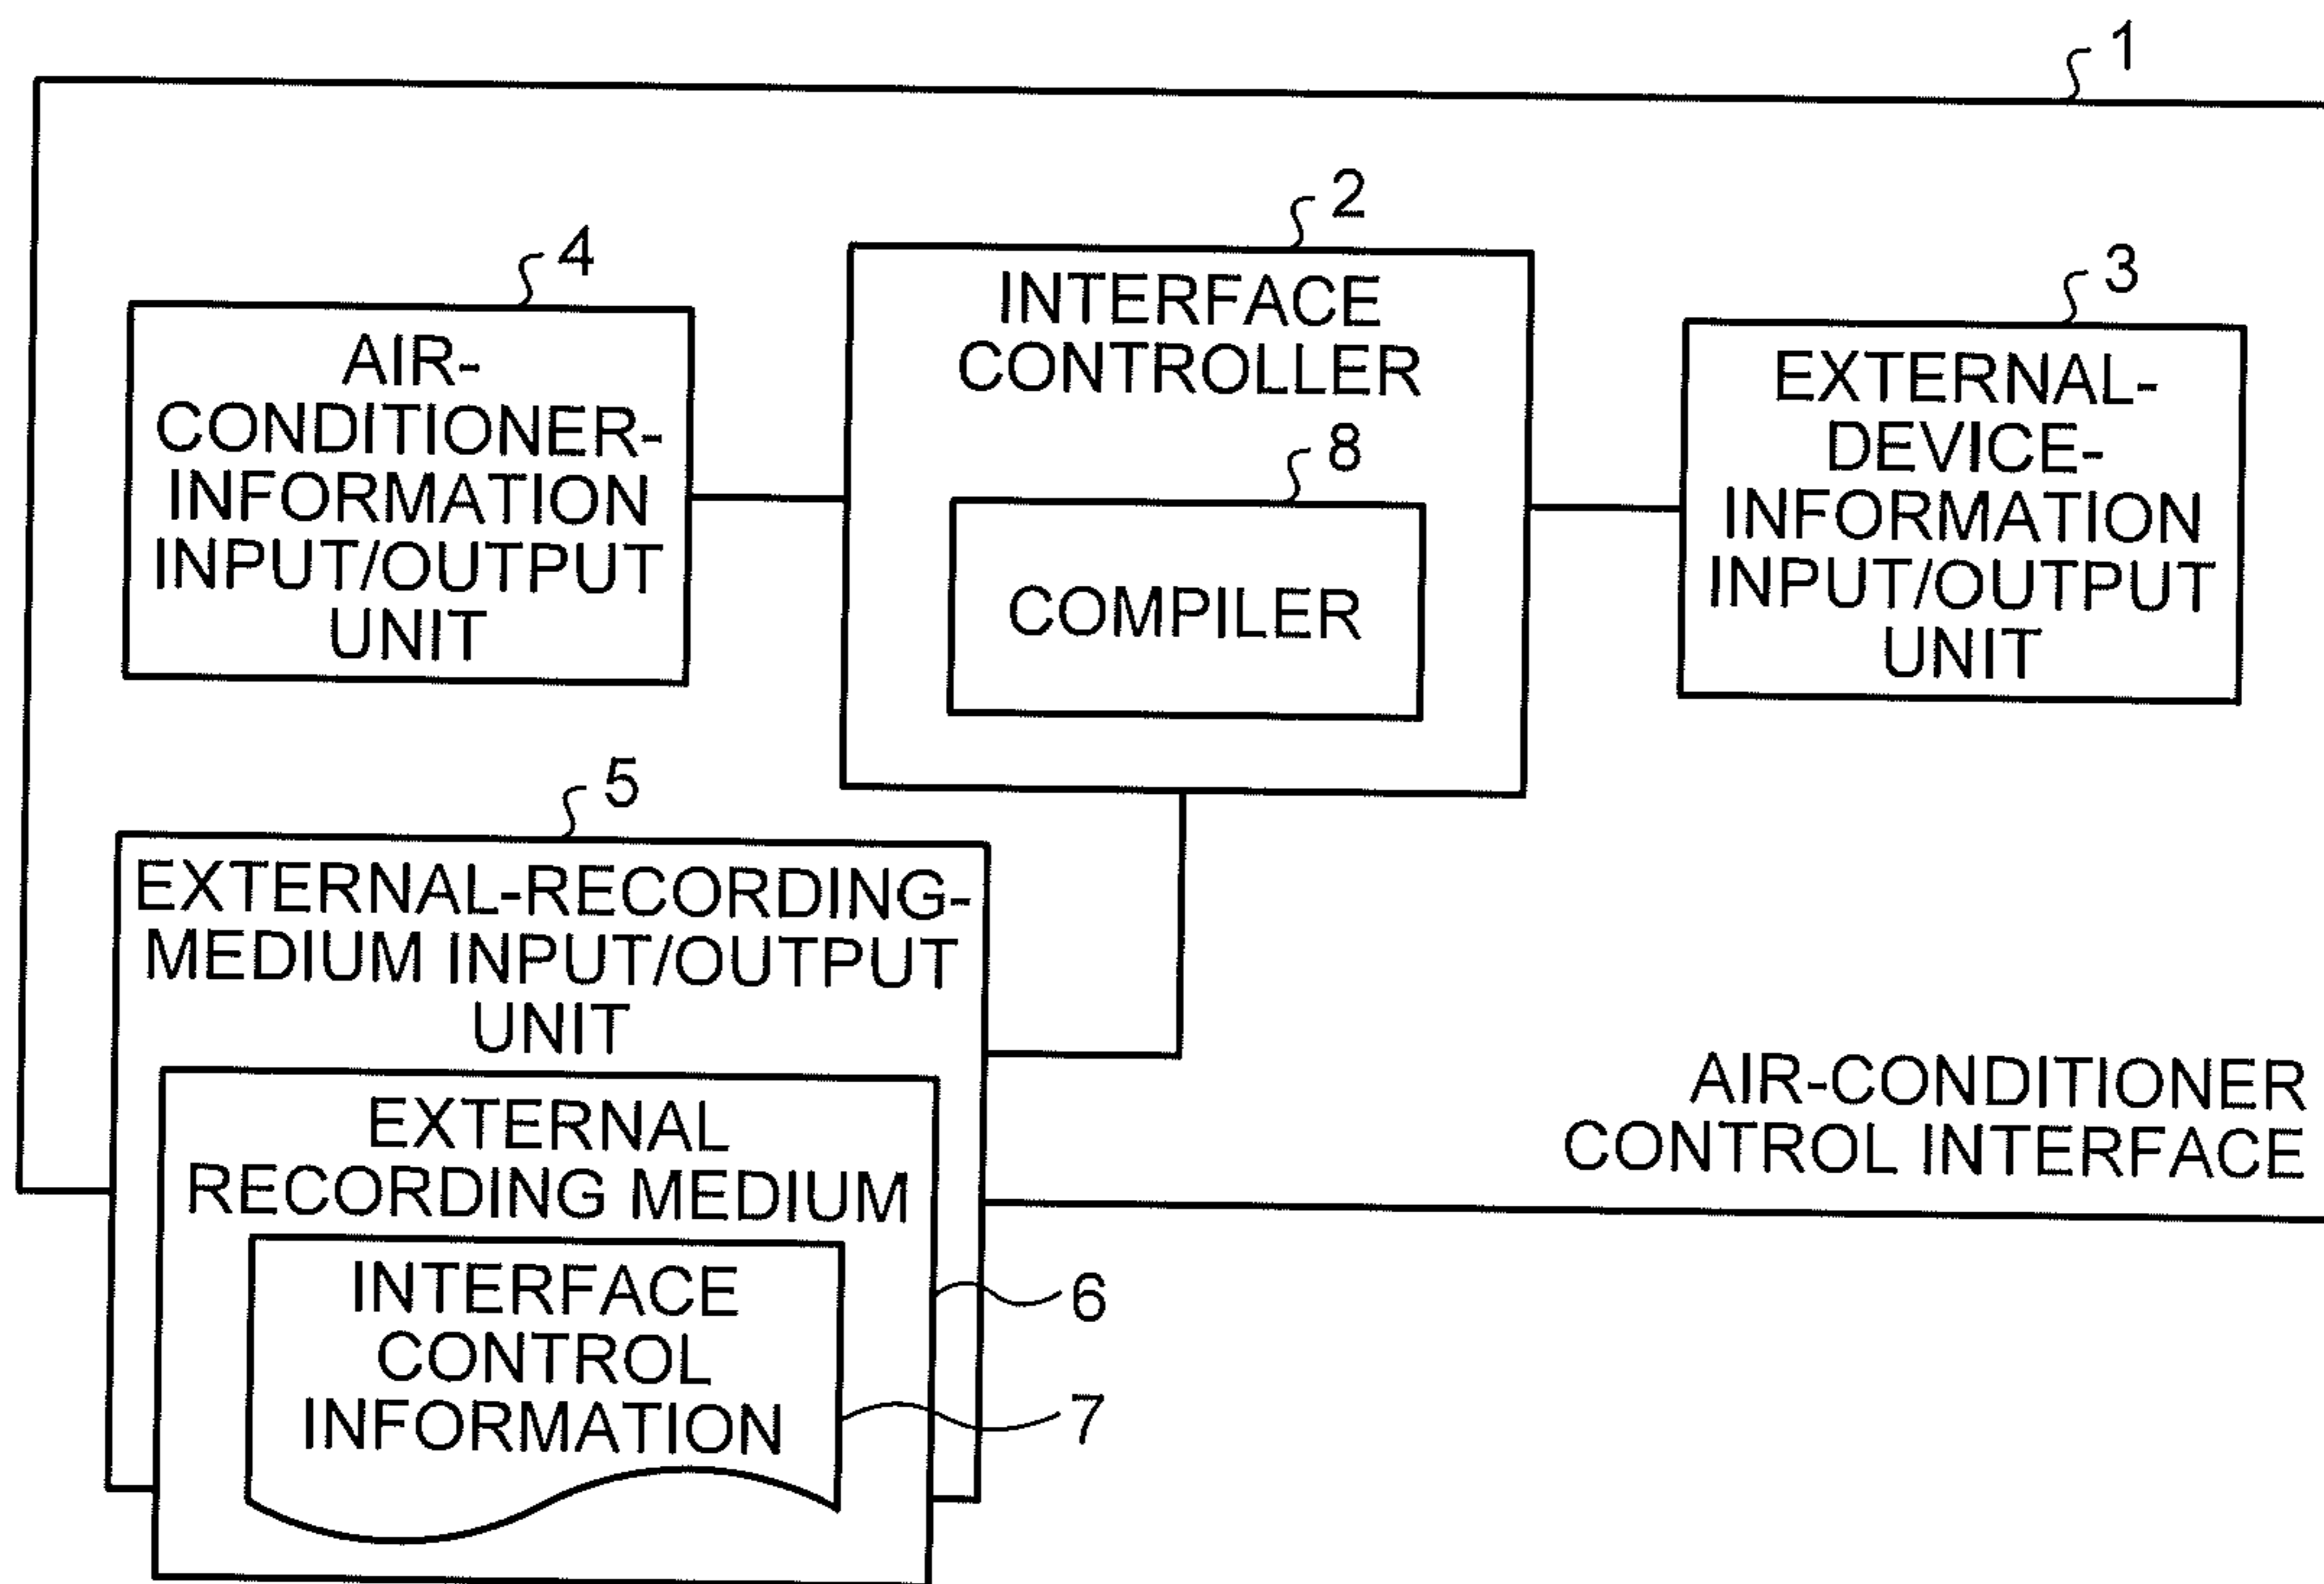 1
2
4
3
INTERFACE
CONTROLLER
AIR-
CONDITIONER-
INFORMATION
INPUT/OUTPUT
UNIT
8
COMPILER
EXTERNAL-
DEVICE-
INFORMATION
INPUT/OUTPUT
UNIT
5
EXTERNAL-RECORDING-
MEDIUM INPUT/OUTPUT
UNIT
EXTERNAL
RECORDING MEDIUM
INTERFACE
CONTROL
INFORMATION
6
7
AIR-CONDITIONER
CONTROL INTERFACE